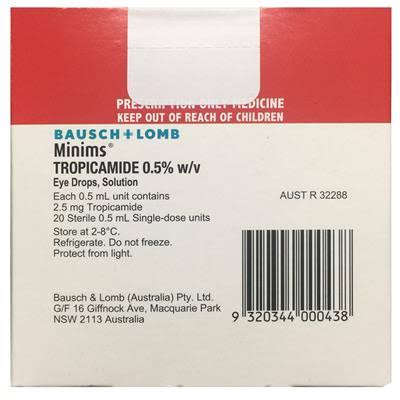 PRESCRIPTION ONLY MEDICINE
KEEP OUT OF REACH OF CHILDREN
BAUSCH+LOMB
Minims®
TROPICAMIDE 0.5% w/v
Eye Drops, Solution
Each 0.5 mL unit contains
2.5 mg Tropicamide
20 Sterile 0.5 mL Single-dose units
AUST R 32288
Store at 2-8°C.
Refrigerate. Do not freeze.
Protect from light.
Bausch & Lomb (Australia) Pty. Ltd.
G/F 16 Giffnock Ave, Macquarie Park
NSW 2113 Australia
9 320344 000438